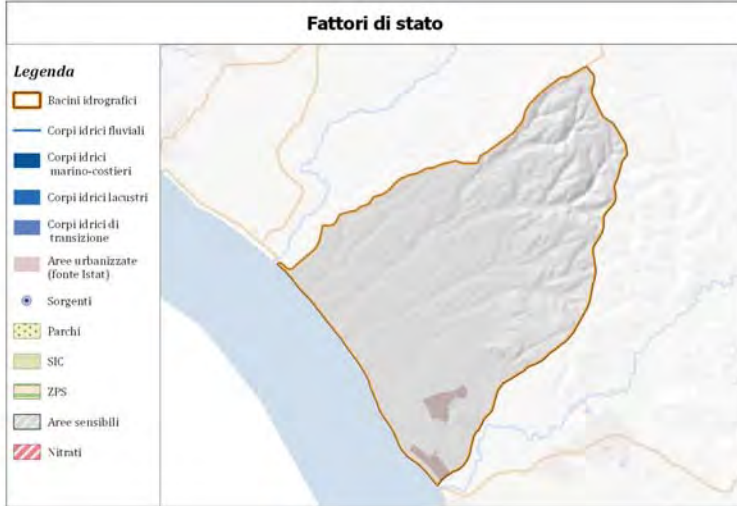 Fattori di stato
Legenda
Bacini idrografici
Corpi idrici fluviali
Corpi idrici
marino-costieri
Corpi idrici lacustri
Corpi idrici di
transizione
Aree urbanizzate
(fonte Istat)
Sorgenti
Parchi
SIC
ZPS
Aree sensibili
Nitrati